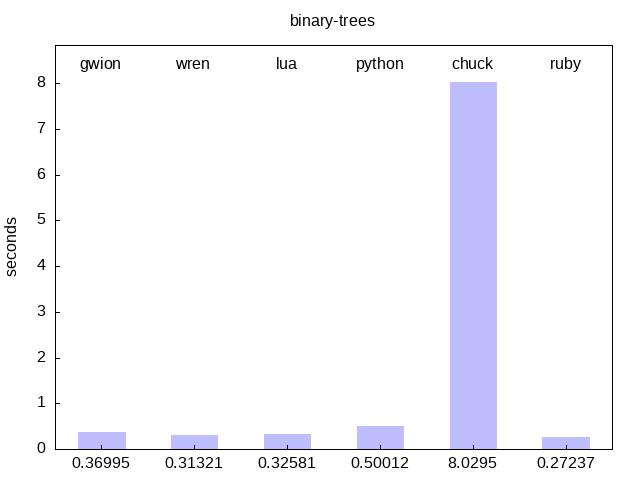 binary-trees
gwion wren lua python chuck ruby
8
7
6
5
4
3
2
1
0
seconds
0.36995 0.31321 0.32581 0.50012 8.0295 0.27237